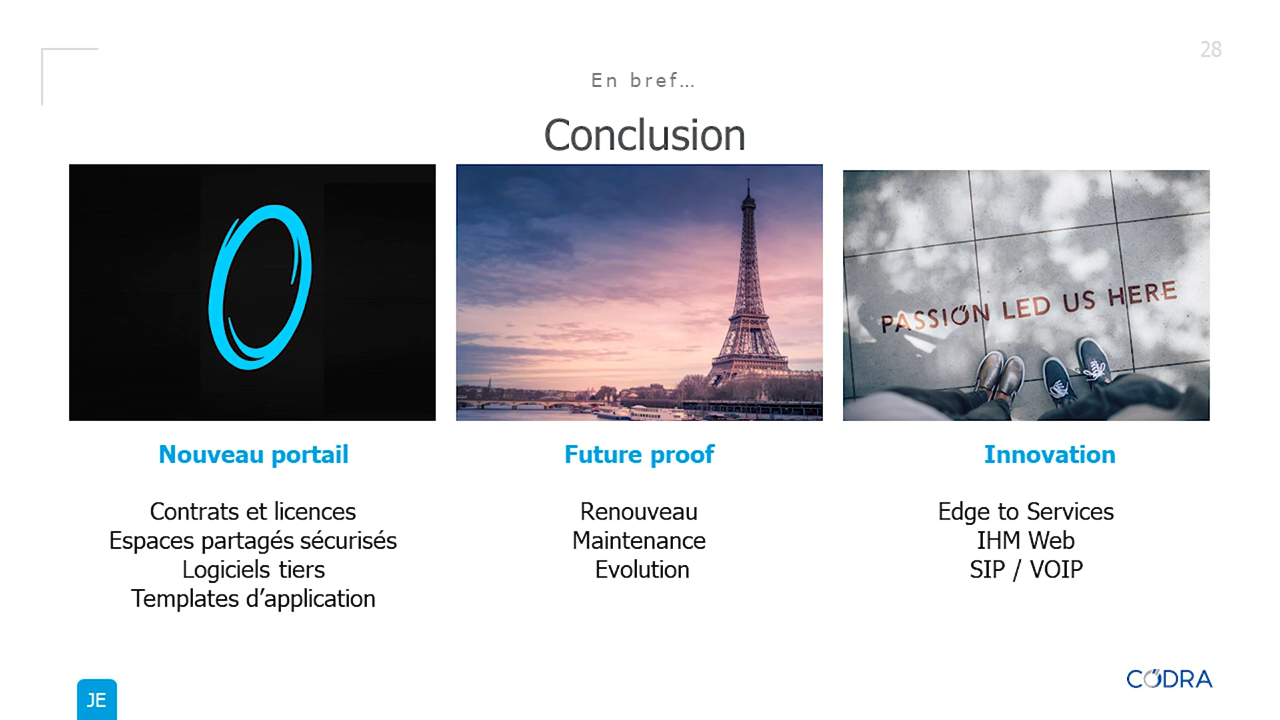 28
En bref…
Conclusion
PASSION LED US HERE
Nouveau portail
Contrats et licences
Espaces partagés sécurisés
Logiciels tiers
Templates d’application
Future proof
Renouveau
Maintenance
Evolution
Innovation
Edge to Services
IHM Web
SIP / VOIP
JE
CODRA